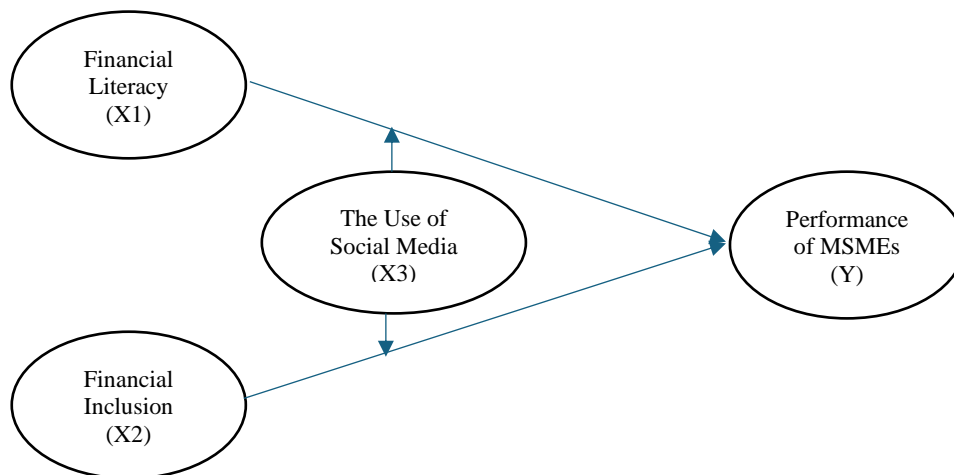 Financial
Literacy
(X1)
The Use of
Social Media
(X3)
Performance
of MSMEs
(Y)
Financial
Inclusion
(X2)